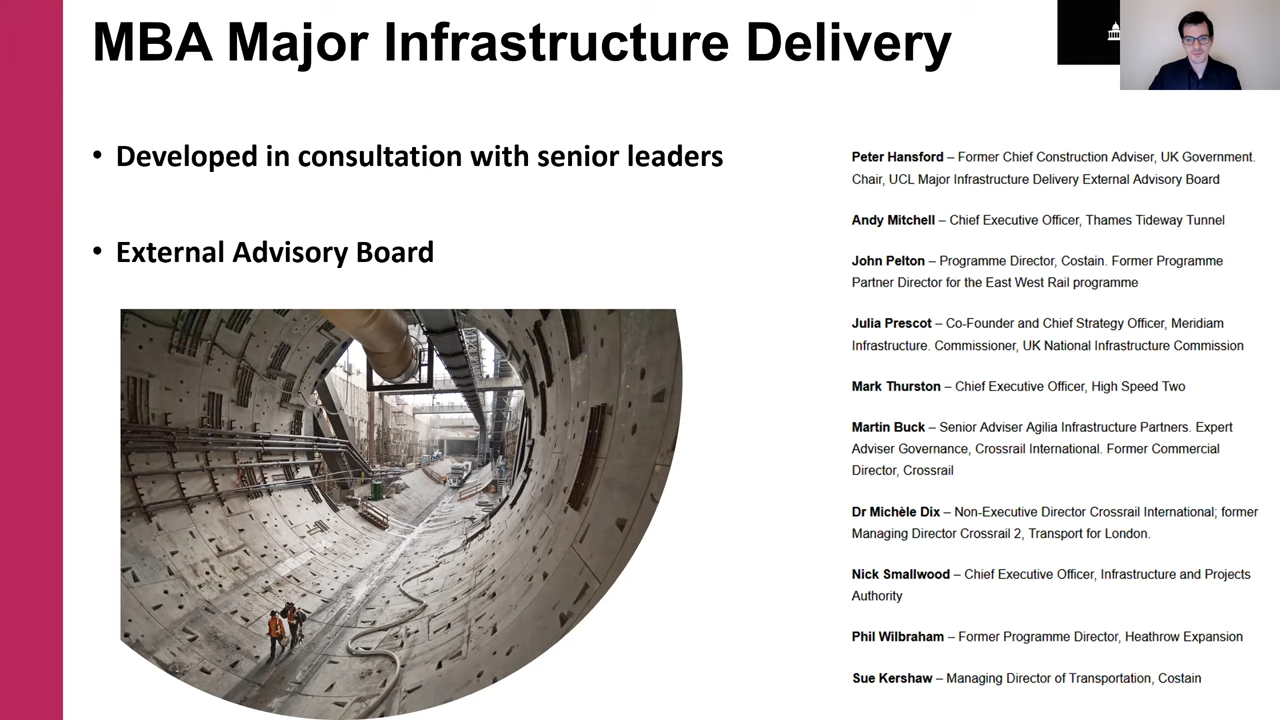 MBA Major Infrastructure Delivery
• Developed in consultation with senior leaders
• External Advisory Board
Peter Hansford – Former Chief Construction Adviser, UK Government.
Chair, UCL Major Infrastructure Delivery External Advisory Board
Andy Mitchell – Chief Executive Officer, Thames Tideway Tunnel
John Pelton – Programme Director, Costain. Former Programme
Partner Director for the East West Rail programme
Julia Prescot – Co-Founder and Chief Strategy Officer, Meridiam
Infrastructure. Commissioner, UK National Infrastructure Commission
Mark Thurston – Chief Executive Officer, High Speed Two
Martin Buck – Senior Adviser Agilia Infrastructure Partners. Expert
Adviser Governance, Crossrail International. Former Commercial
Director, Crossrail
Dr Michèle Dix – Non-Executive Director Crossrail International; former
Managing Director Crossrail 2, Transport for London.
Nick Smallwood – Chief Executive Officer, Infrastructure and Projects
Authority
Phil Wilbraham – Former Programme Director, Heathrow Expansion
Sue Kershaw – Managing Director of Transportation, Costain